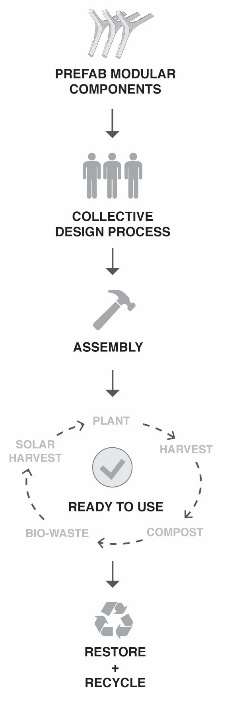 PREFAB MODULAR
COMPONENTS
COLLECTIVE
DESIGN PROCESS
ASSEMBLY
PLANT
SOLAR
HARVEST
HARVEST
READY TO USE
BIO-WASTE
COMPOST
RESTORE
+
RECYCLE